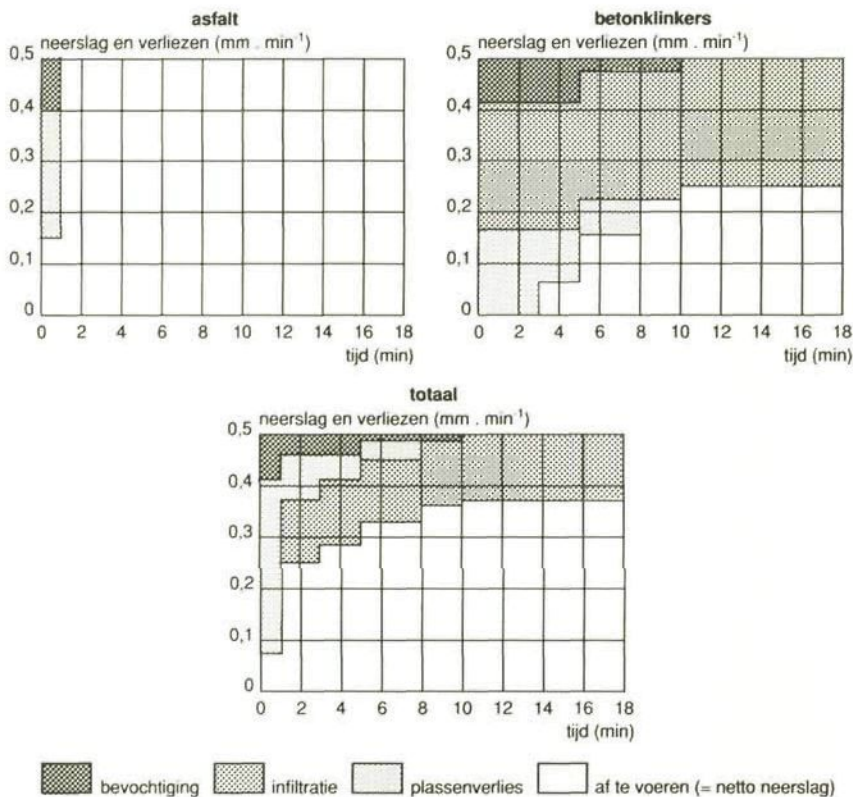 asfalt
neerslag en verliezen (mm . min⁻¹)
0,5
0,4
0,3
0,2
0,1
0
0 2 4 6 8 10 12 14 16 18
tijd (min)
betonklinkers
neerslag en verliezen (mm . min⁻¹)
0,5
0,4
0,3
0,2
0,1
0
0 2 4 6 8 10 12 14 16 18
tijd (min)
totaal
neerslag en verliezen (mm . min⁻¹)
0,5
0,4
0,3
0,2
0,1
0
0 2 4 6 8 10 12 14 16 18
tijd (min)
bevochtiging infiltratie plassenverlies af te voeren (= netto neerslag)